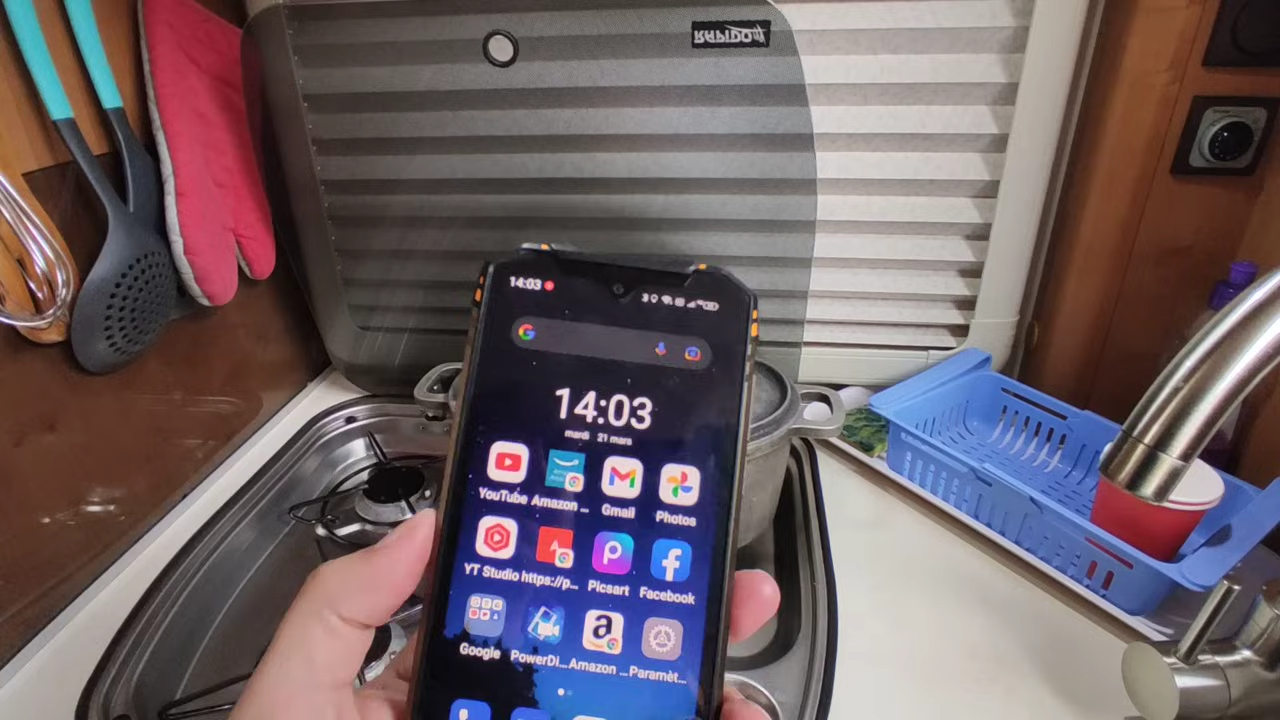 RAPIDO
14:03
14:03
mardi 21 mars
YouTube Amazon ... Gmail Photos
YT Studio https://p... Picsart Facebook
a
Google PowerDi... Amazon ... Paramèt...